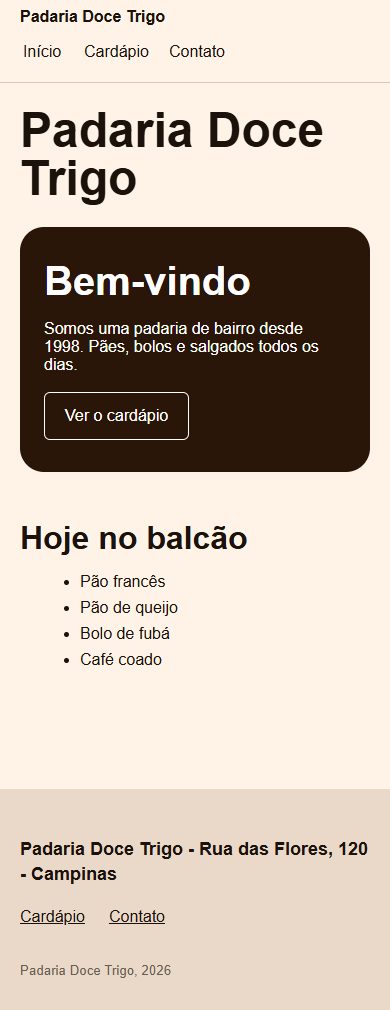 Padaria Doce Trigo
Início Cardápio Contato
Padaria Doce
Trigo
Bem-vindo
Somos uma padaria de bairro desde
1998. Pães, bolos e salgados todos os
dias.
Ver o cardápio
Hoje no balcão
Pão francês
Pão de queijo
Bolo de fubá
Café coado
Padaria Doce Trigo - Rua das Flores, 120
- Campinas
Cardápio Contato
Padaria Doce Trigo, 2026